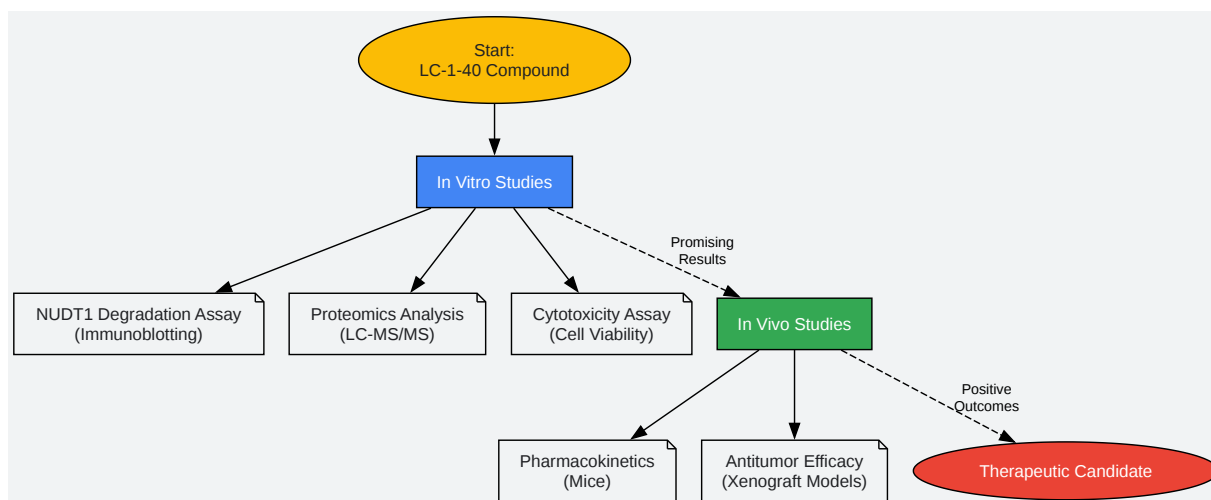 Start:
LC-1-40 Compound
In Vitro Studies
Promising
Results
NUDT1 Degradation Assay
(Immunoblotting)
Proteomics Analysis
(LC-MS/MS)
Cytotoxicity Assay
(Cell Viability)
In Vivo Studies
Positive
Outcomes
Pharmacokinetics
(Mice)
Antitumor Efficacy
(Xenograft Models)
Therapeutic Candidate